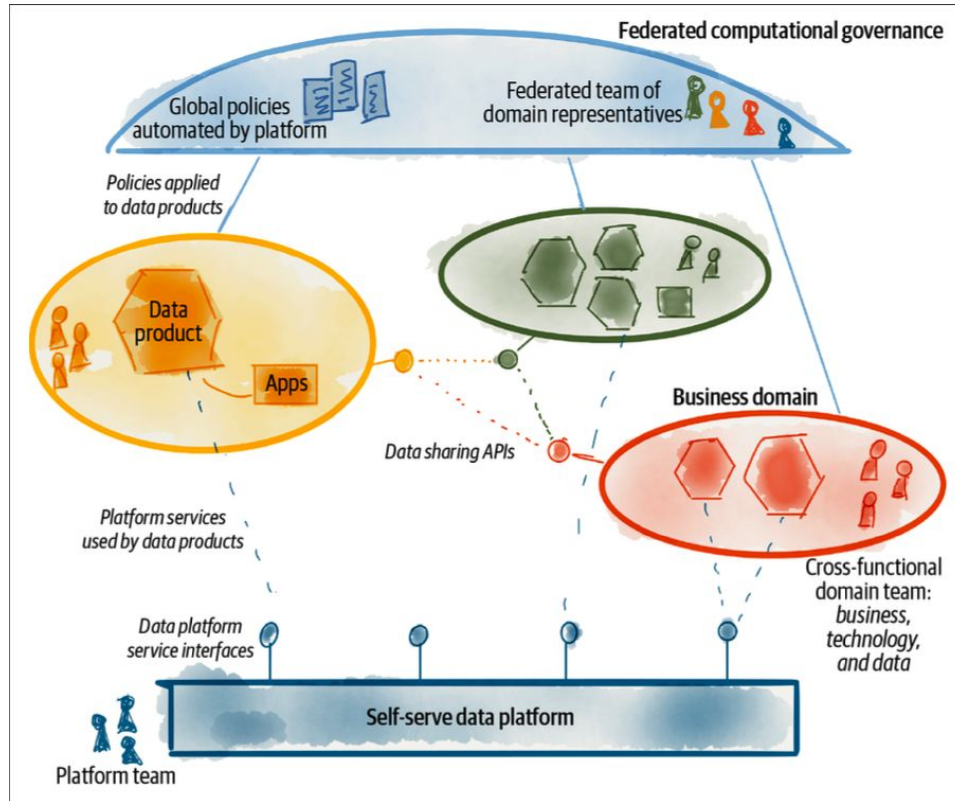 Federated computational governance
Global policies
automated by platform
Federated team of
domain representatives
Policies applied
to data products
Data
product
Apps
Business domain
Data sharing APIs
Platform services
used by data products
Cross-functional
domain team:
business,
technology,
and data
Data platform
service interfaces
Self-serve data platform
Platform team